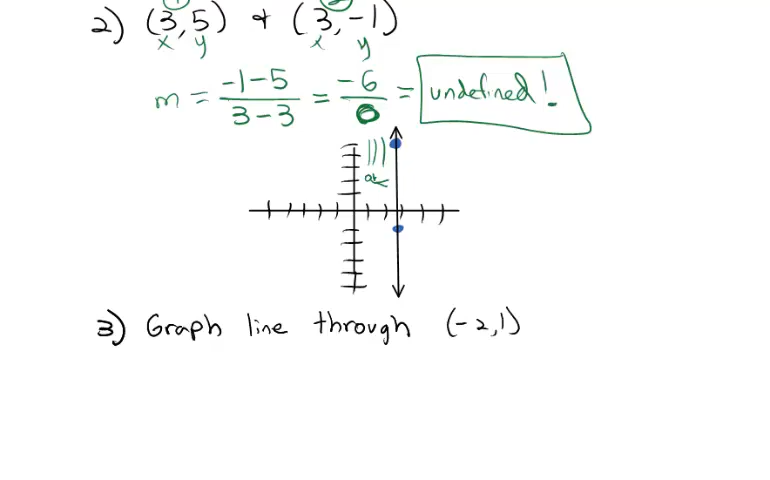 2) (3,5) & (3,-1)
x y x y
m = -1-5/3-3 = -6/0 = undefined!
3) Graph line through (-2,1)